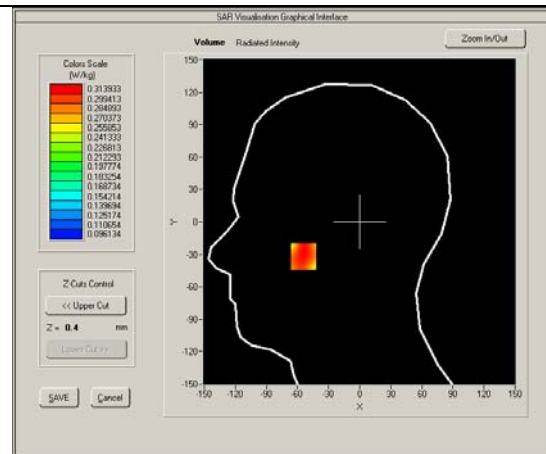 SAR Visualisation Graphical Interface
Volume Radiated Intensity
Zoom In/Out
Colors Scale
(W/kg)
0.313933
0.299413
0.284893
0.270373
0.255853
0.241333
0.226813
0.212293
0.197774
0.183254
0.168734
0.154214
0.139694
0.125174
0.110654
0.096134
Z Cuts Control
<< Upper Cut
Z = 0.4 mm
Lower Cut >>
SAVE Cancel
150
120
90
60
30
0
-30
-60
-90
-120
-150
Y
-150 -120 -90 -60 -30 0 30 60 90 120 150
X